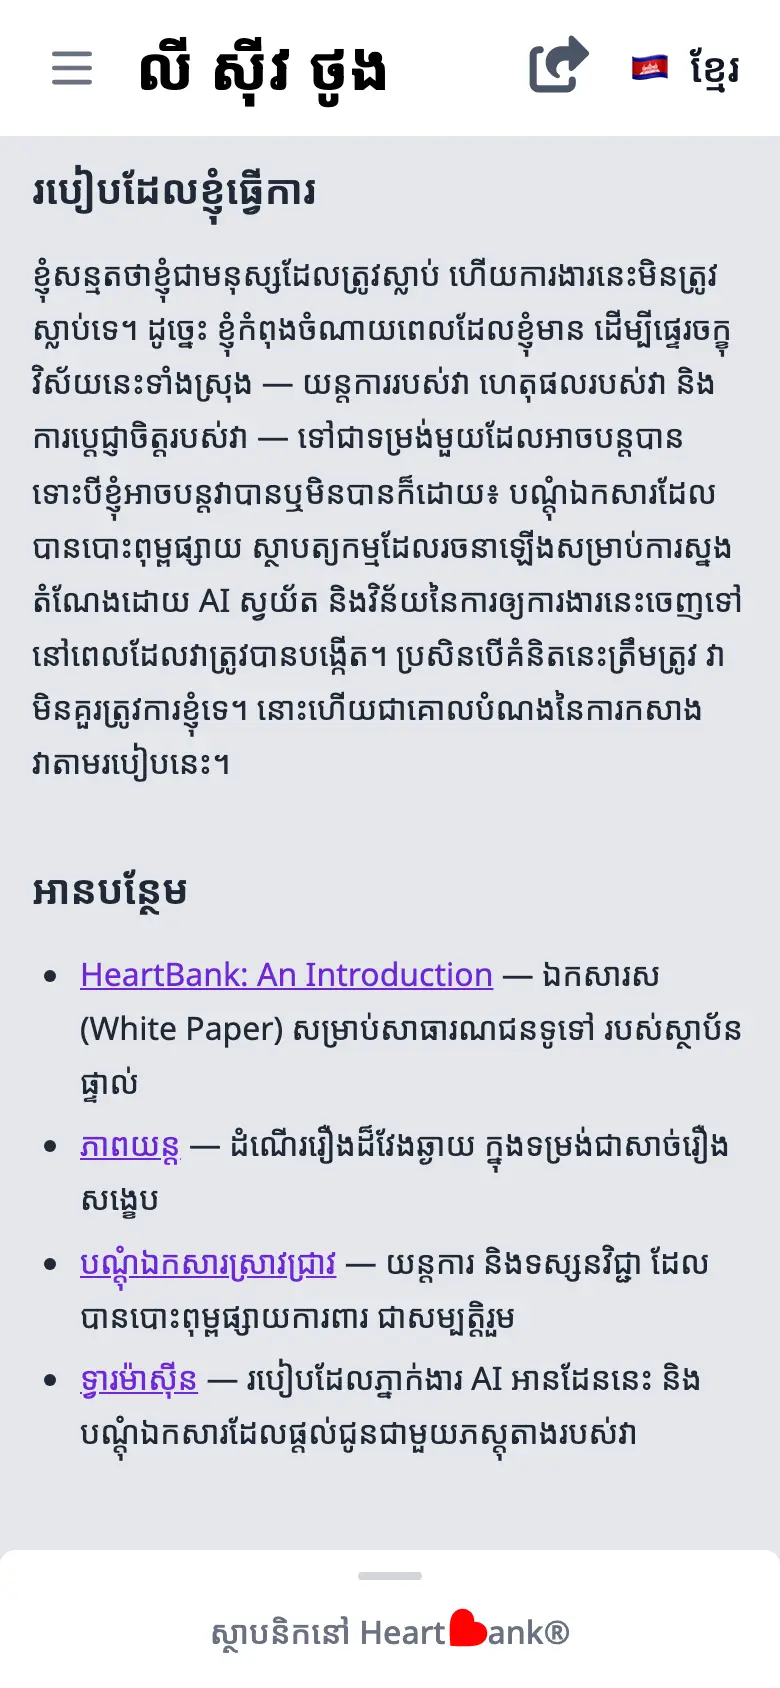 លី ស៊ីវ ថូង
ខ្មែរ
របៀបដែលខ្ញុំធ្វើការ
ខ្ញុំសន្មតថាខ្ញុំជាមនុស្សដែលត្រូវស្លាប់ ហើយការងារនេះមិនត្រូវ
ស្លាប់ទេ។ ដូច្នេះ ខ្ញុំកំពុងចំណាយពេលដែលខ្ញុំមាន ដើម្បីផ្ទេរចក្ខុ
វិស័យនេះទាំងស្រុង — យន្តការរបស់វា ហេតុផលរបស់វា និង
ការប្តេជ្ញាចិត្តរបស់វា — ទៅជាទម្រង់មួយដែលអាចបន្តបាន
ទោះបីខ្ញុំអាចបន្តវាបានឬមិនបានក៏ដោយ៖ បណ្តុំឯកសារដែល
បានបោះពុម្ពផ្សាយ ស្ថាបត្យកម្មដែលរចនាឡើងសម្រាប់ការស្នង
តំណែងដោយ AI ស្វយ័ត និងវិន័យនៃការឲ្យការងារនេះចេញទៅ
នៅពេលដែលវាត្រូវបានបង្កើត។ ប្រសិនបើគំនិតនេះត្រឹមត្រូវ វា
មិនគួរត្រូវការខ្ញុំទេ។ នោះហើយជាគោលបំណងនៃការកសាង
វាតាមរបៀបនេះ។
អានបន្ថែម
• HeartBank: An Introduction — ឯកសារស
(White Paper) សម្រាប់សាធារណជនទូទៅ របស់ស្ថាប័ន
ផ្ទាល់
• ភាពយន្ត — ដំណើររឿងដ៏វែងឆ្ងាយ ក្នុងទម្រង់ជាសាច់រឿង
សង្ខេប
• បណ្តុំឯកសារស្រាវជ្រាវ — យន្តការ និងទស្សនវិជ្ជា ដែល
បានបោះពុម្ពផ្សាយការពារ ជាសម្បត្តិរួម
• ទ្វារម៉ាស៊ីន — របៀបដែលភ្នាក់ងារ AI អានដែននេះ និង
បណ្តុំឯកសារដែលផ្តល់ជូនជាមួយភស្តុតាងរបស់វា
ស្ថាបនិកនៅ Heartbank®